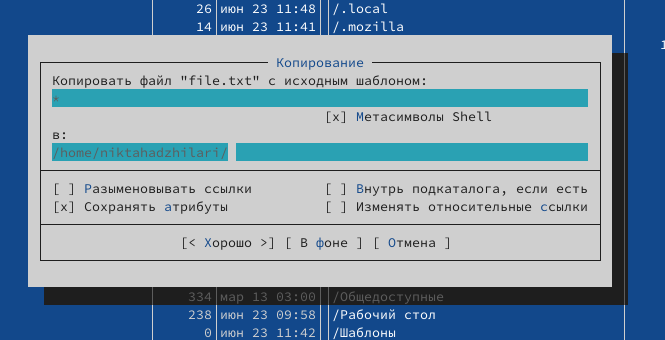 26 июн 23 11:48 /.local
14 июн 23 11:41 /.mozilla
Копирование
Копировать файл "file.txt" с исходным шаблоном:
*
[x] Метасимволы Shell
в:
/home/niktahadzhilari/
[ ] Разыменовывать ссылки [ ] Внутрь подкаталога, если есть
[x] Сохранять атрибуты [ ] Изменять относительные ссылки
[< Хорошо >] [ В фоне ] [ Отмена ]
334 мар 13 03:00 /Общедоступные
238 июн 23 09:58 /Рабочий стол
0 июн 23 11:42 /Шаблоны